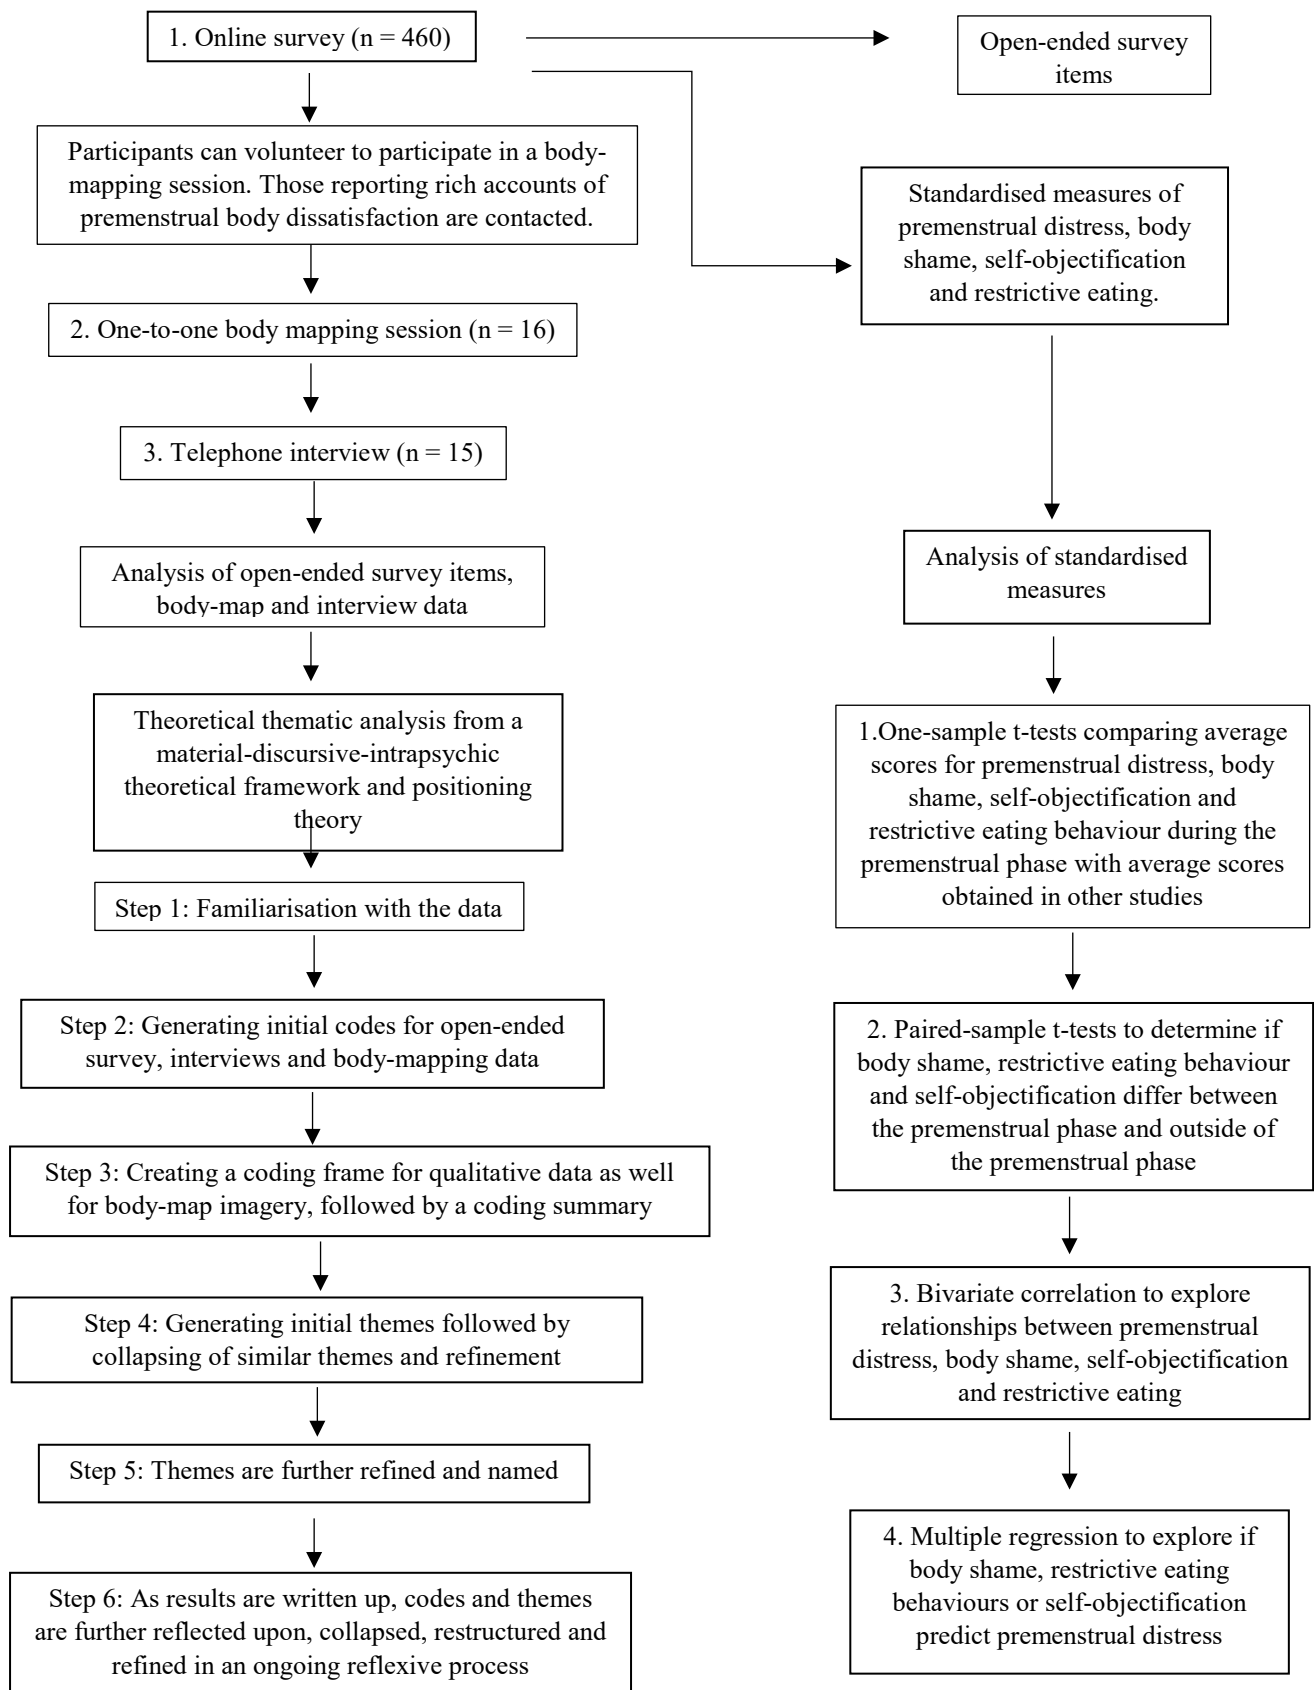 1. Online survey (n = 460)
Open-ended survey
items
Participants can volunteer to participate in a body-
mapping session. Those reporting rich accounts of
premenstrual body dissatisfaction are contacted.
Standardised measures of
premenstrual distress, body
shame, self-objectification
and restrictive eating.
2. One-to-one body mapping session (n = 16)
3. Telephone interview (n = 15)
Analysis of open-ended survey items,
body-map and interview data
Analysis of standardised
measures
Theoretical thematic analysis from a
material-discursive-intrapsychic
theoretical framework and positioning
theory
1.One-sample t-tests comparing average
scores for premenstrual distress, body
shame, self-objectification and
restrictive eating behaviour during the
premenstrual phase with average scores
obtained in other studies
Step 1: Familiarisation with the data
Step 2: Generating initial codes for open-ended
survey, interviews and body-mapping data
2. Paired-sample t-tests to determine if
body shame, restrictive eating behaviour
and self-objectification differ between
the premenstrual phase and outside of
the premenstrual phase
Step 3: Creating a coding frame for qualitative data as well
for body-map imagery, followed by a coding summary
Step 4: Generating initial themes followed by
collapsing of similar themes and refinement
3. Bivariate correlation to explore
relationships between premenstrual
distress, body shame, self-objectification
and restrictive eating
Step 5: Themes are further refined and named
4. Multiple regression to explore if
body shame, restrictive eating
behaviours or self-objectification
predict premenstrual distress
Step 6: As results are written up, codes and themes
are further reflected upon, collapsed, restructured and
refined in an ongoing reflexive process